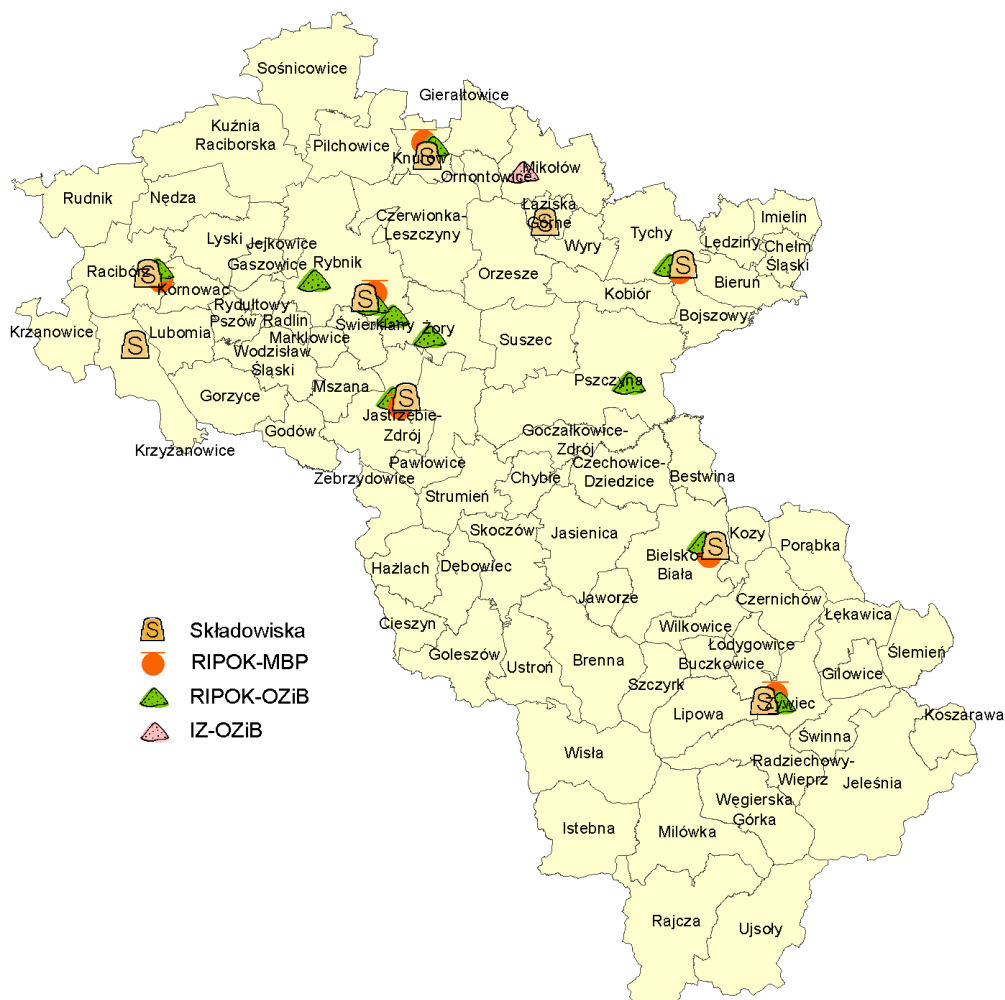 Sośnicowice
Gierałtowice
Kuźnia
Raciborska
Pilchowice
Knurów
S
Ornontowice
Mikołów
Rudnik
Nędza
Łaziska
Górne
S
Czerwionka-
Leszczyny
Wyry
Tychy
Imielin
Lędziny
Chełm
Śląski
Lyski
Jejkowice
Gaszowice
Rybnik
Orzesze
S
Bieruń
Racibórz
S
Kornowac
Kobiór
Bojszowy
Rydułtowy
S
Krzanowice
Lubomia
Pszów
Radlin
Świerklany
Żory
Marklowice
S
Suszec
Wodzisław
Śląski
Mszana
Pszczyna
Gorzyce
S
Jastrzębie-
Zdrój
Godów
Goczałkowice-
Zdrój
Krzyżanowice
Pawłowice
Zebrzydowice
Chybie
Czechowice-
Dziedzice
Bestwina
Strumień
Skoczów
Jasienica
Kozy
Porąbka
S
Bielsko-
Biała
Hażlach
Dębowiec
Jaworze
Czernichów
Łękawica
Cieszyn
Wilkowice
Łodygowice
Ślemień
Goleszów
Ustroń
Brenna
Buczkowice
Gilowice
Szczyrk
S
Żywiec
Lipowa
Koszarawa
Świnna
Wisła
Radziechowy-
Wieprz
Jeleśnia
Węgierska
Górka
Istebna
Milówka
Rajcza
Ujsoły
S Składowiska
RIPOK-MBP
RIPOK-OZiB
IZ-OZiB